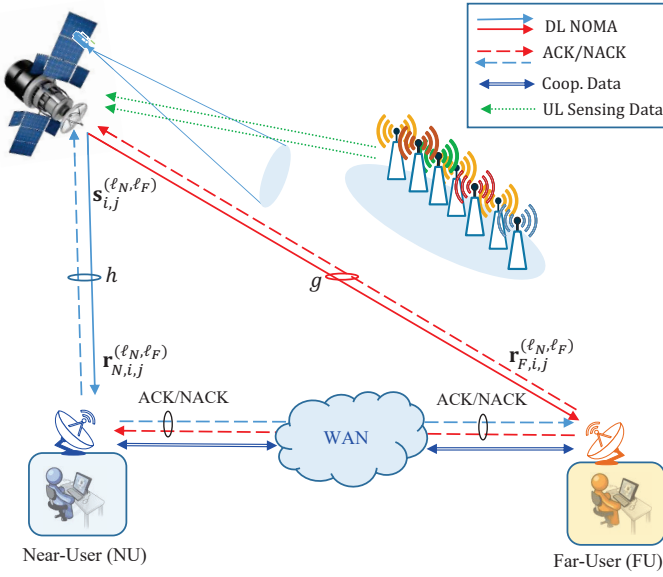 DL NOMA
ACK/NACK
Coop. Data
UL Sensing Data
s_{i,j}^{(ℓ_N,ℓ_F)}
h
g
r_{N,i,j}^{(ℓ_N,ℓ_F)}
r_{F,i,j}^{(ℓ_N,ℓ_F)}
ACK/NACK
ACK/NACK
WAN
Near-User (NU)
Far-User (FU)